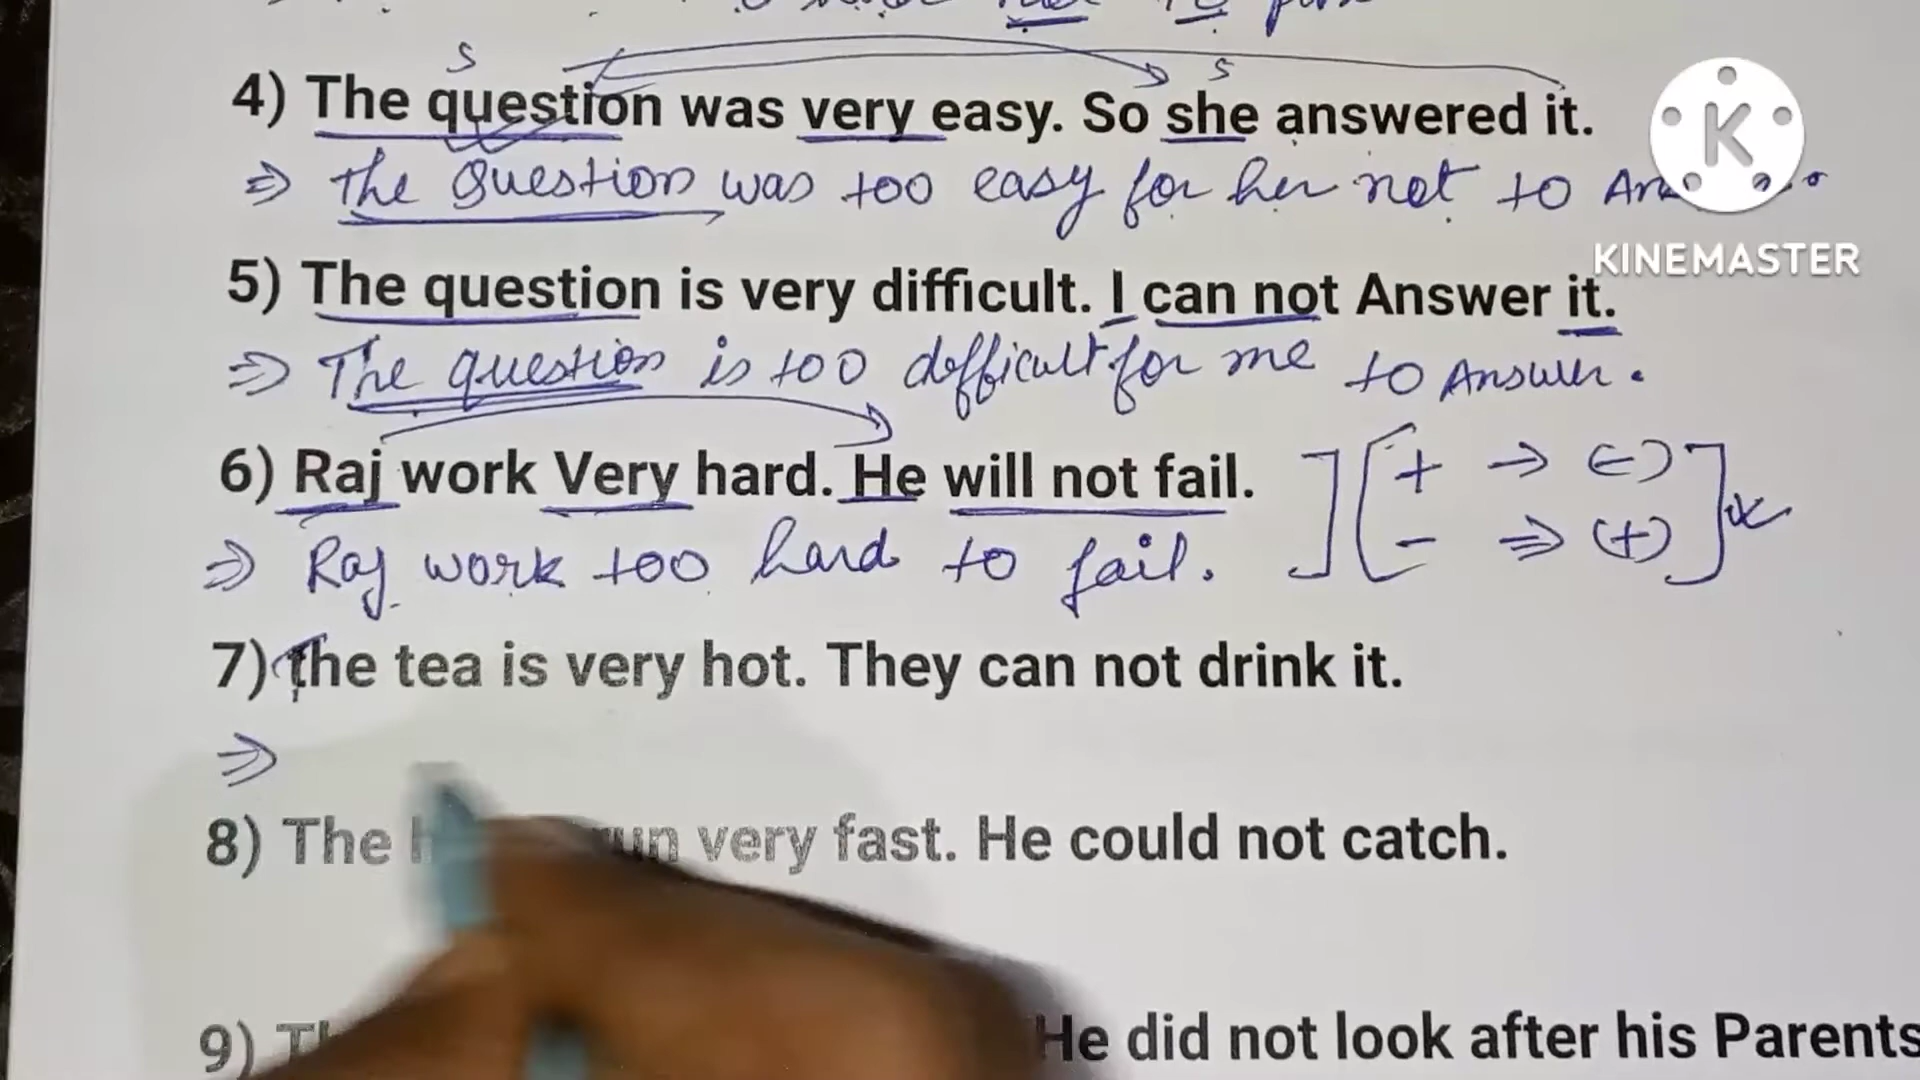 S S
4) The question was very easy. So she answered it.
⇒ The question was too easy for her not to
K
KINEMASTER
5) The question is very difficult. I can not Answer it.
⇒ The question is too defficult for me to Answer.
6) Raj work Very hard. He will not fail.
+ → (-)
- ⇒ (+)
⇒ Raj work too hard to fail.
7) The tea is very hot. They can not drink it.
⇒
8) The run very fast. He could not catch.
9) He did not look after his Parents